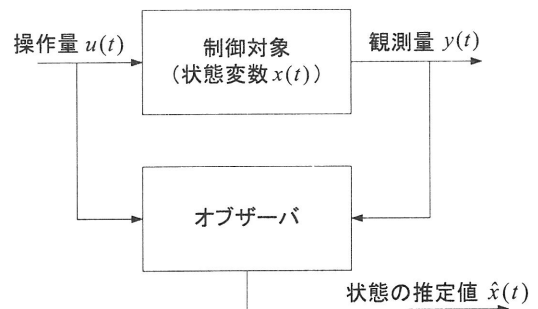 操作量 u(t)
制御対象
(状態変数 x(t))
観測量 y(t)
オブザーバ
状態の推定値 x̂(t)